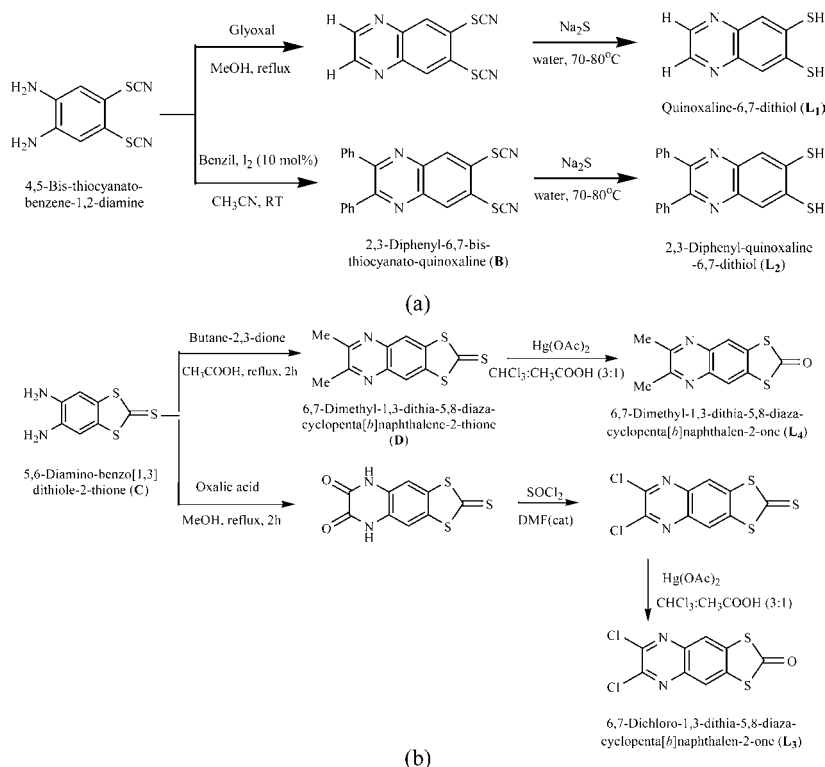 (a)
H
H
N
N
SCN
SCN
Glyoxal
MeOH, reflux
Na2S
water, 70-80°C
H
H
N
N
SH
SH
Quinoxaline-6,7-dithiol (L1)
H2N
H2N
SCN
SCN
4,5-Bis-thiocyanato-
benzene-1,2-diamine
Benzil, I2 (10 mol%)
CH3CN, RT
Ph
Ph
N
N
SCN
SCN
2,3-Diphenyl-6,7-bis-
thiocyanato-quinoxaline (B)
Na2S
water, 70-80°C
Ph
Ph
N
N
SH
SH
2,3-Diphenyl-quinoxaline
-6,7-dithiol (L2)
(b)
H2N
H2N
S
S
S
5,6-Diamino-benzo[1,3]
dithiole-2-thione (C)
Butane-2,3-dione
CH3COOH, reflux, 2h
Me
Me
N
N
S
S
S
6,7-Dimethyl-1,3-dithia-5,8-diaza-
cyclopenta[b]naphthalene-2-thione
(D)
Hg(OAc)2
CHCl3:CH3COOH (3:1)
Me
Me
N
N
S
S
O
6,7-Dimethyl-1,3-dithia-5,8-diaza-
cyclopenta[b]naphthalen-2-one (L4)
Oxalic acid
MeOH, reflux, 2h
O
O
NH
N
H
S
S
S
SOCl2
DMF(cat)
Cl
Cl
N
N
S
S
S
Hg(OAc)2
CHCl3:CH3COOH (3:1)
Cl
Cl
N
N
S
S
O
6,7-Dichloro-1,3-dithia-5,8-diaza-
cyclopenta[b]naphthalen-2-one (L3)